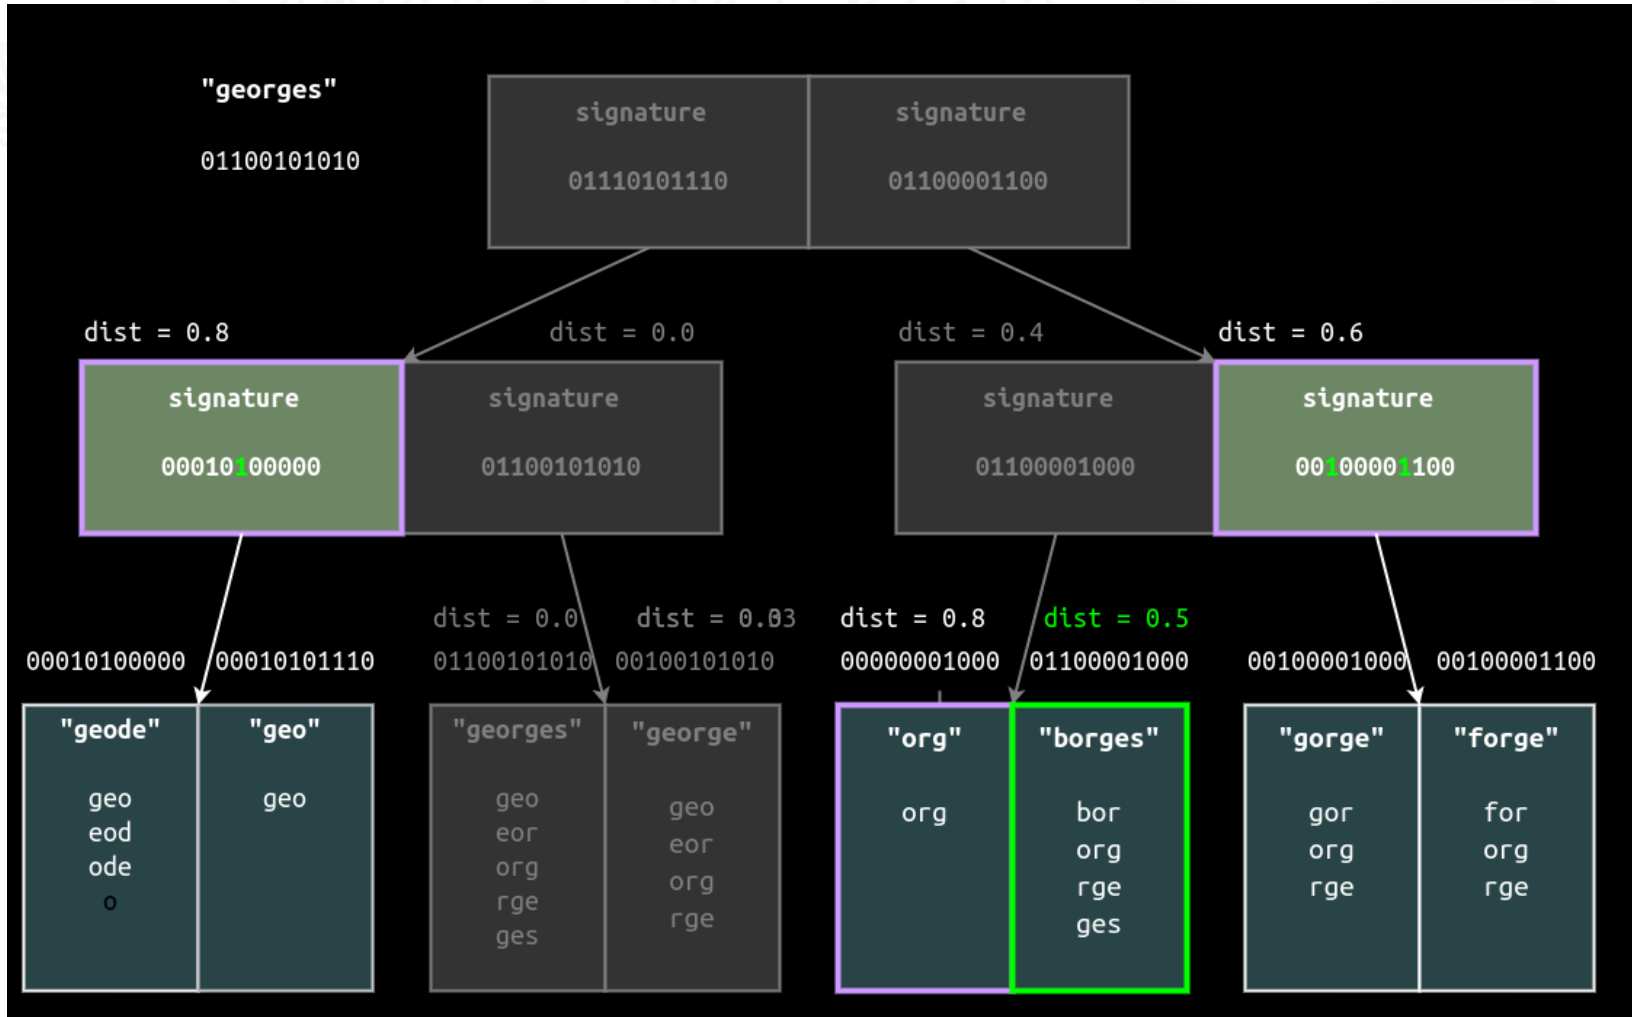 "georges"
01100101010
signature
01110101110
signature
01100001100
dist = 0.8
signature
00010100000
dist = 0.0
signature
01100101010
dist = 0.4
signature
01100001000
dist = 0.6
signature
00100001100
00010100000
"geode"
geo
eod
ode
o
00010101110
"geo"
geo
dist = 0.0
01100101010
"georges"
geo
eor
org
rge
ges
dist = 0.
00100101010
"george"
geo
eor
org
rge
dist = 0.8
00000001000
"org"
org
dist = 0.5
01100001000
"borges"
bor
org
rge
ges
00100001000
"gorge"
gor
org
rge
00100001100
"forge"
for
org
rge